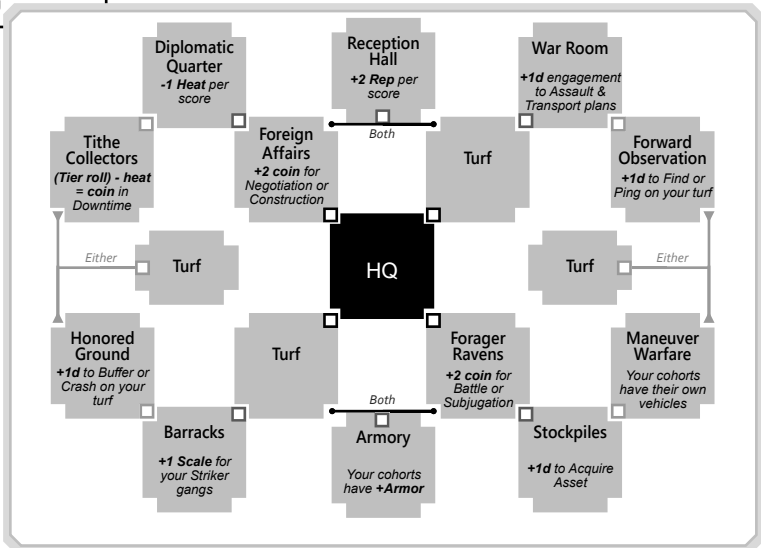 Diplomatic
Quarter
-1 Heat per
score
Reception
Hall
+2 Rep per
score
War Room
+1d engagement
to Assault &
Transport plans
Tithe
Collectors
(Tier roll) - heat
= coin in
Downtime
Foreign
Affairs
+2 coin for
Negotiation or
Construction
Both
Turf
Forward
Observation
+1d to Find or
Ping on your turf
Either
Turf
HQ
Turf
Either
Honored
Ground
+1d to Buffer or
Crash on your
turf
Turf
Forager
Ravens
+2 coin for
Battle or
Subjugation
Maneuver
Warfare
Your cohorts
have their own
vehicles
Barracks
+1 Scale for
your Striker
gangs
Both
Armory
Your cohorts
have +Armor
Stockpiles
+1d to Acquire
Asset